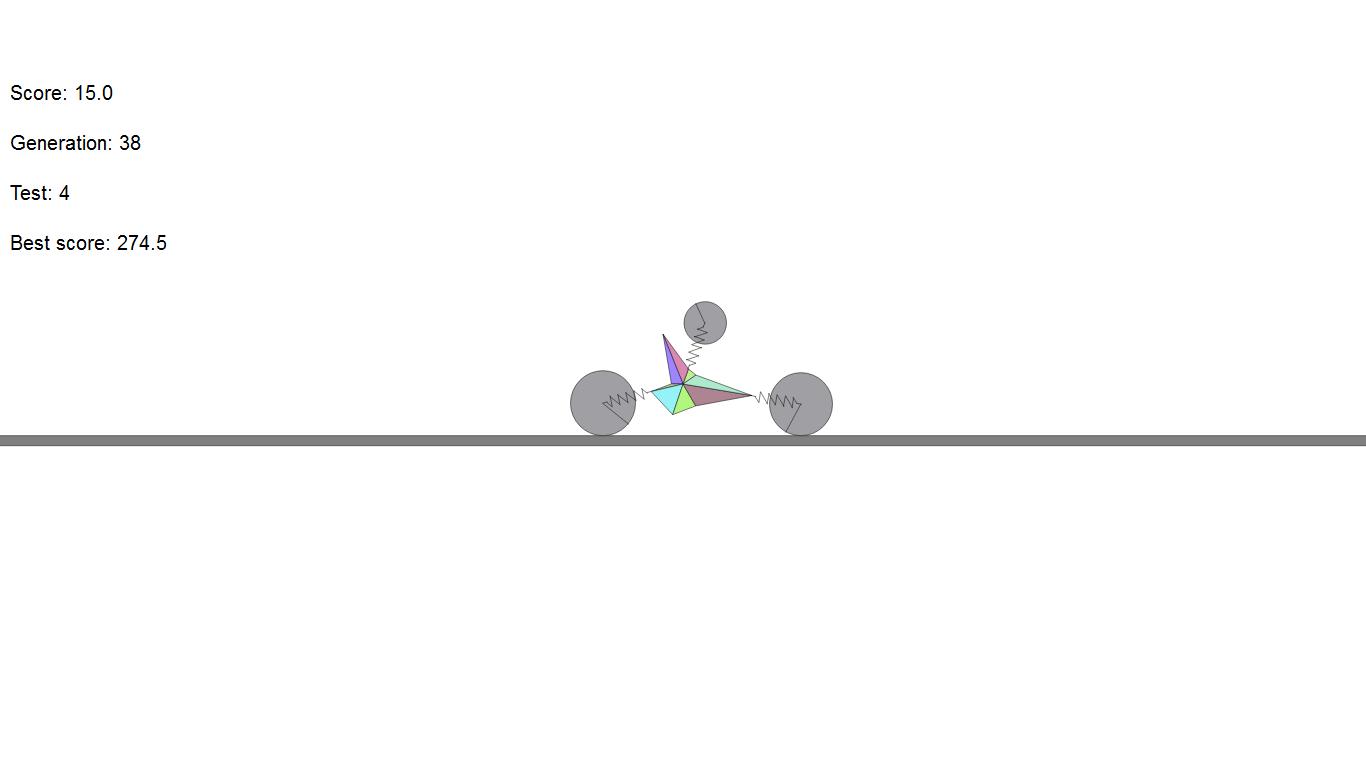 Score: 15.0
Generation: 38
Test: 4
Best score: 274.5